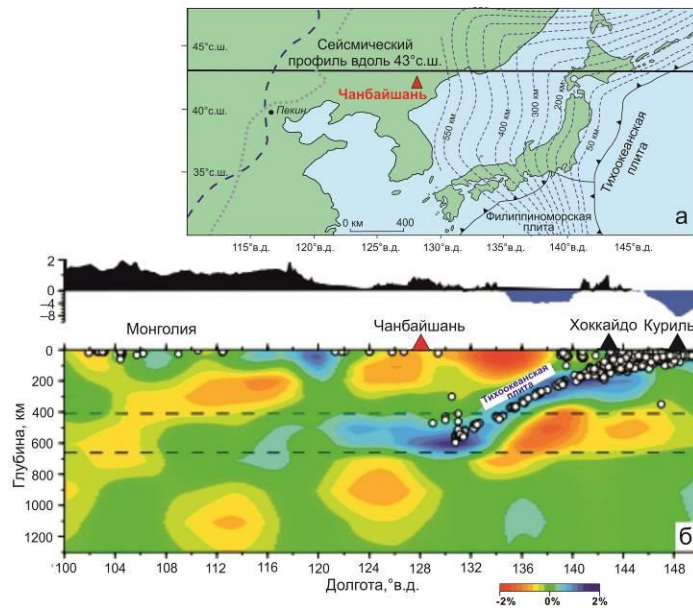 45°с.ш.
Сейсмический
профиль вдоль 43°с.ш.
Чанбайшань
40°с.ш.
Пекин
35°с.ш.
550 км
400 км
300 км
200 км
50 км
Тихоокеанская
плита
Филиппиноморская
плита
0 км 400
а
115°в.д. 120°в.д. 125°в.д. 130°в.д. 135°в.д. 140°в.д. 145°в.д.
2
0
-4
-8
Монголия Чанбайшань Хоккайдо Куриль
Тихоокеанская
плита
Глубина, км
0
200
400
600
800
1000
1200
б
100 104 108 112 116 120 124 128 132 136 140 144 148
Долгота,°в.д.
-2% 0% 2%